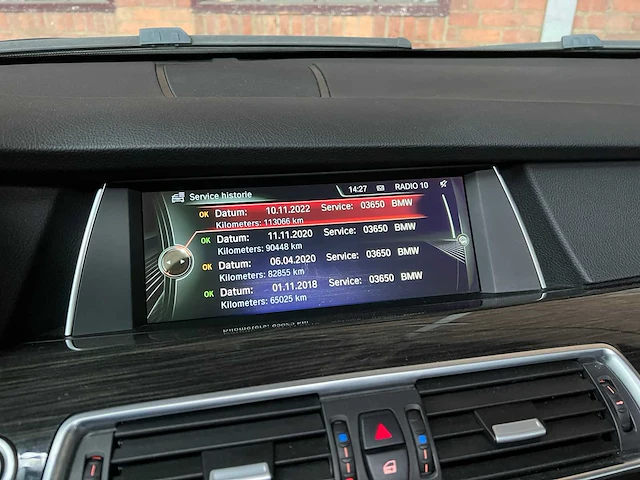 Service historie 14:27 RADIO 10
OK Datum: 10.11.2022 Service: 03650 BMW
Kilometers: 113066 km
OK Datum: 11.11.2020 Service: 03650 BMW
Kilometers: 90448 km
OK Datum: 06.04.2020 Service: 03650 BMW
Kilometers: 82855 km
OK Datum: 01.11.2018 Service: 03650 BMW
Kilometers: 65025 km